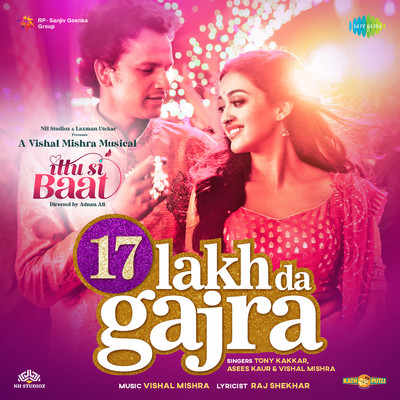 RP-Sanjiv Goenka
Group
SAREGAMA
NH Studioz & Laxman Utekar
Presents
A Vishal Mishra Musical
ittu si
Baat
Directed by Adnan Ali
17 lakh da
gajra
SINGERS TONY KAKKAR,
ASEES KAUR & VISHAL MISHRA
NH STUDIOZ
MUSIC VISHAL MISHRA LYRICIST RAJ SHEKHAR
KATHPUTLI